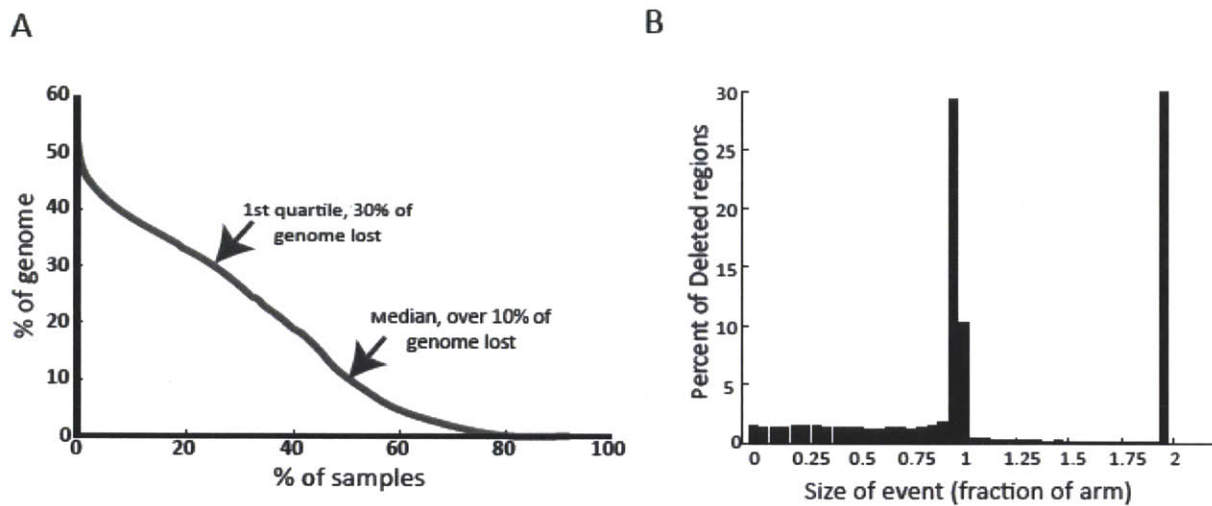 A
60
50
40
30
20
10
0
% of genome
1st quartile, 30% of
genome lost
Median, over 10% of
genome lost
0 20 40 60 80 100
% of samples
B
30
25
20
15
10
5
0
Percent of Deleted regions
0 0.25 0.5 0.75 1 1.25 1.5 1.75 2
Size of event (fraction of arm)